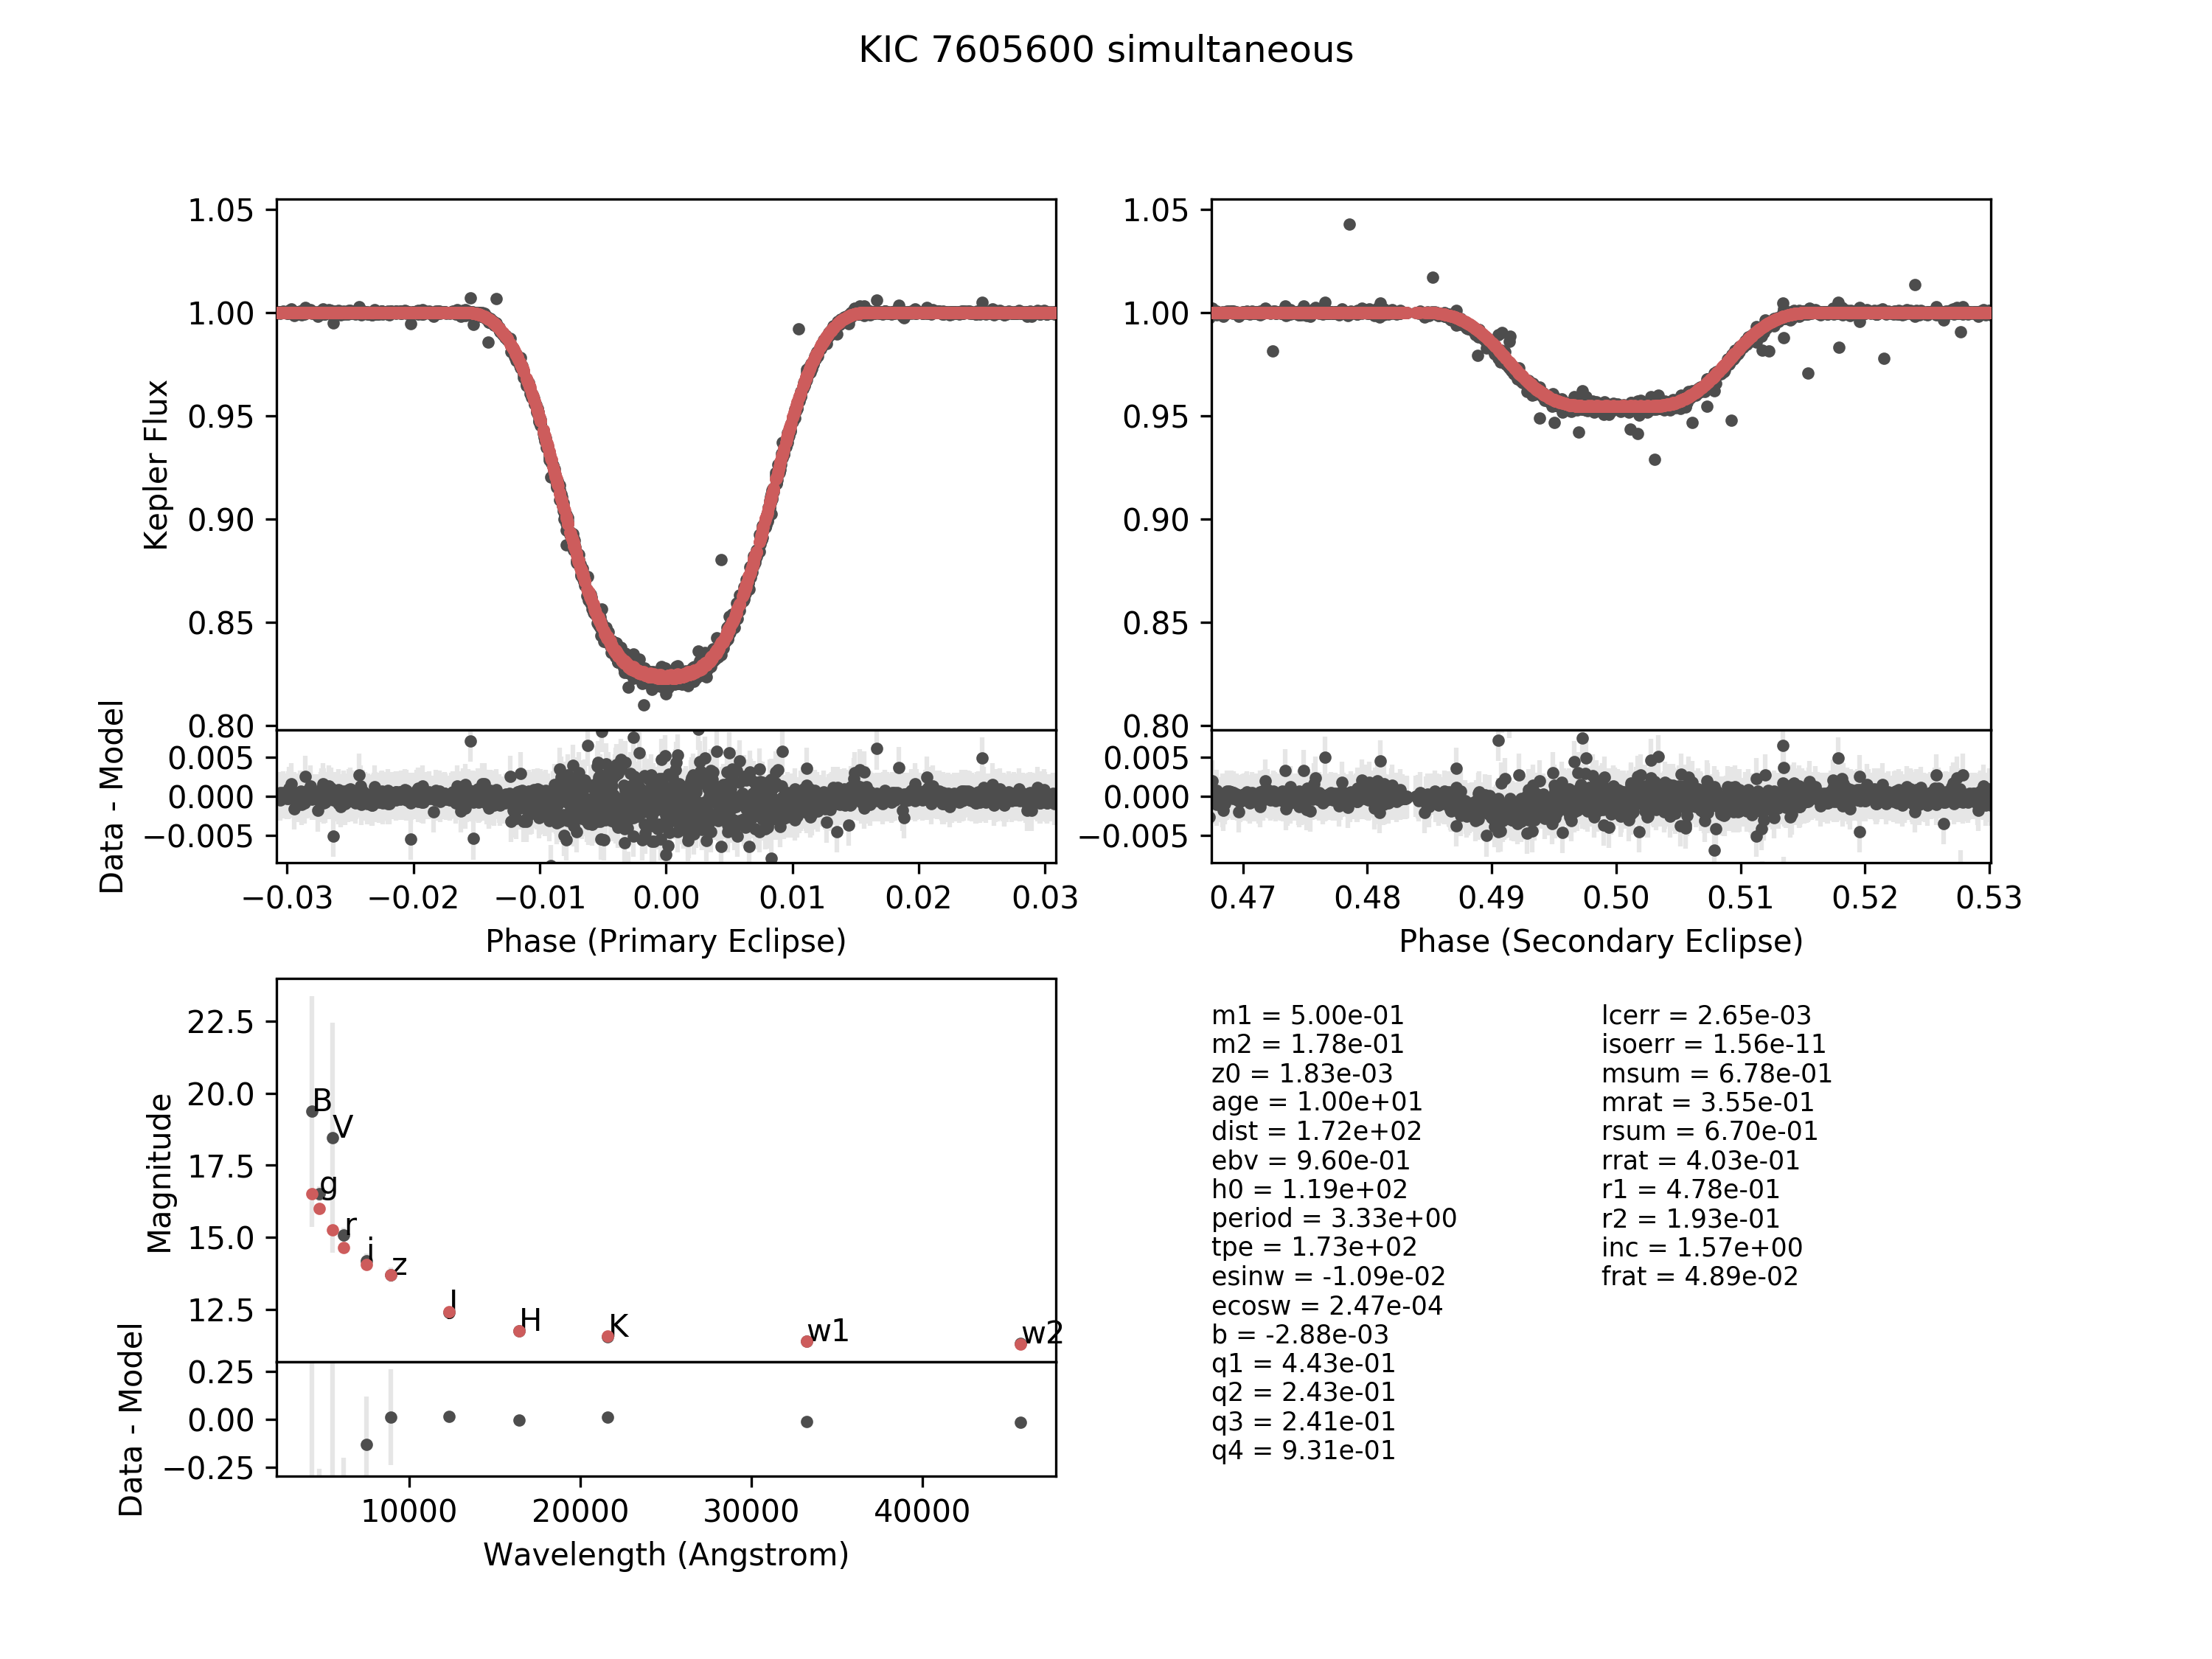 KIC 7605600 simultaneous
Kepler Flux
1.05
1.00
0.95
0.90
0.85
0.80
Data - Model
0.005
0.000
−0.005
−0.03 −0.02 −0.01 0.00 0.01 0.02 0.03
Phase (Primary Eclipse)
1.05
1.00
0.95
0.90
0.85
0.80
0.005
0.000
−0.005
0.47 0.48 0.49 0.50 0.51 0.52 0.53
Phase (Secondary Eclipse)
Magnitude
22.5
20.0
17.5
15.0
12.5
B
V
g
r
i
z
J
H
K
w1
w2
Data - Model
0.25
0.00
−0.25
10000 20000 30000 40000
Wavelength (Angstrom)
m1 = 5.00e-01
m2 = 1.78e-01
z0 = 1.83e-03
age = 1.00e+01
dist = 1.72e+02
ebv = 9.60e-01
h0 = 1.19e+02
period = 3.33e+00
tpe = 1.73e+02
esinw = -1.09e-02
ecosw = 2.47e-04
b = -2.88e-03
q1 = 4.43e-01
q2 = 2.43e-01
q3 = 2.41e-01
q4 = 9.31e-01
lcerr = 2.65e-03
isoerr = 1.56e-11
msum = 6.78e-01
mrat = 3.55e-01
rsum = 6.70e-01
rrat = 4.03e-01
r1 = 4.78e-01
r2 = 1.93e-01
inc = 1.57e+00
frat = 4.89e-02